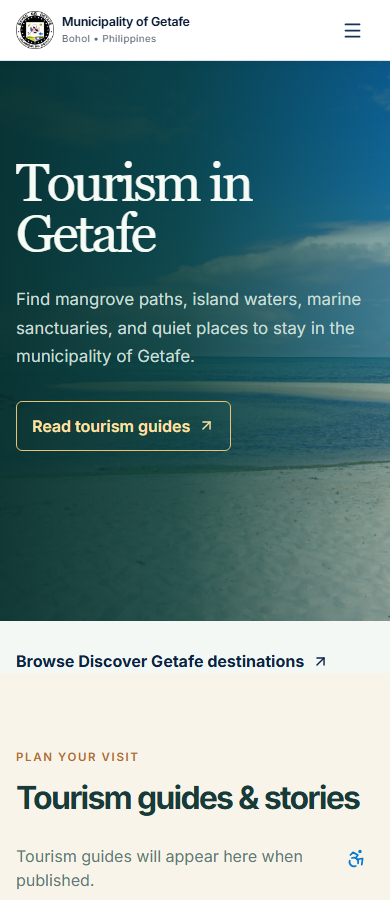 Municipality of Getafe
Bohol • Philippines
Tourism in
Getafe
Find mangrove paths, island waters, marine
sanctuaries, and quiet places to stay in the
municipality of Getafe.
Read tourism guides
Browse Discover Getafe destinations
PLAN YOUR VISIT
Tourism guides & stories
Tourism guides will appear here when
published.